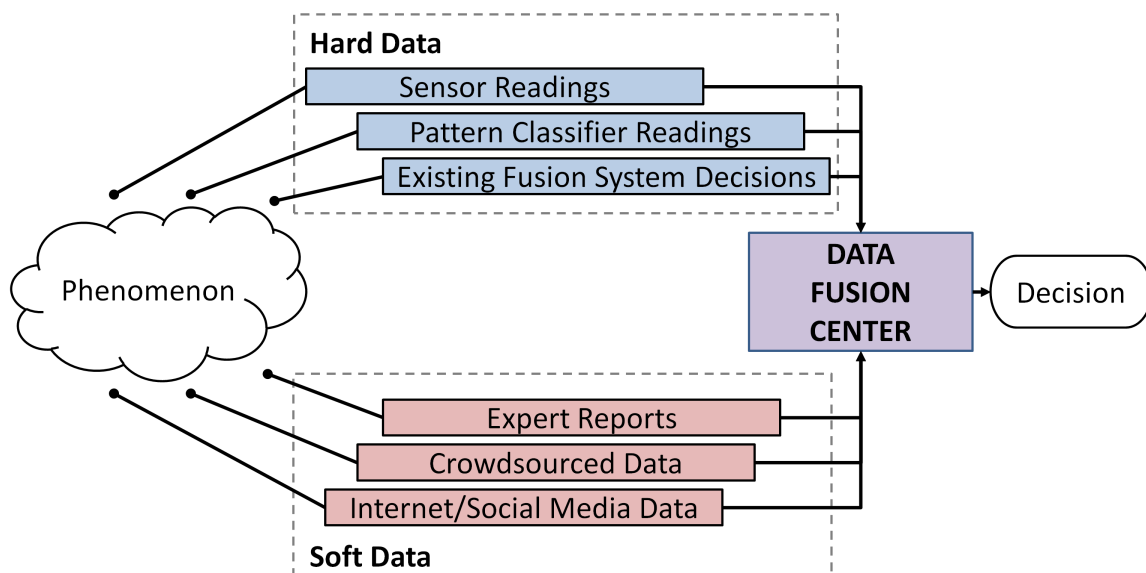 Hard Data
Sensor Readings
Pattern Classifier Readings
Existing Fusion System Decisions
Phenomenon
DATA
FUSION
CENTER
Decision
Expert Reports
Crowdsourced Data
Internet/Social Media Data
Soft Data